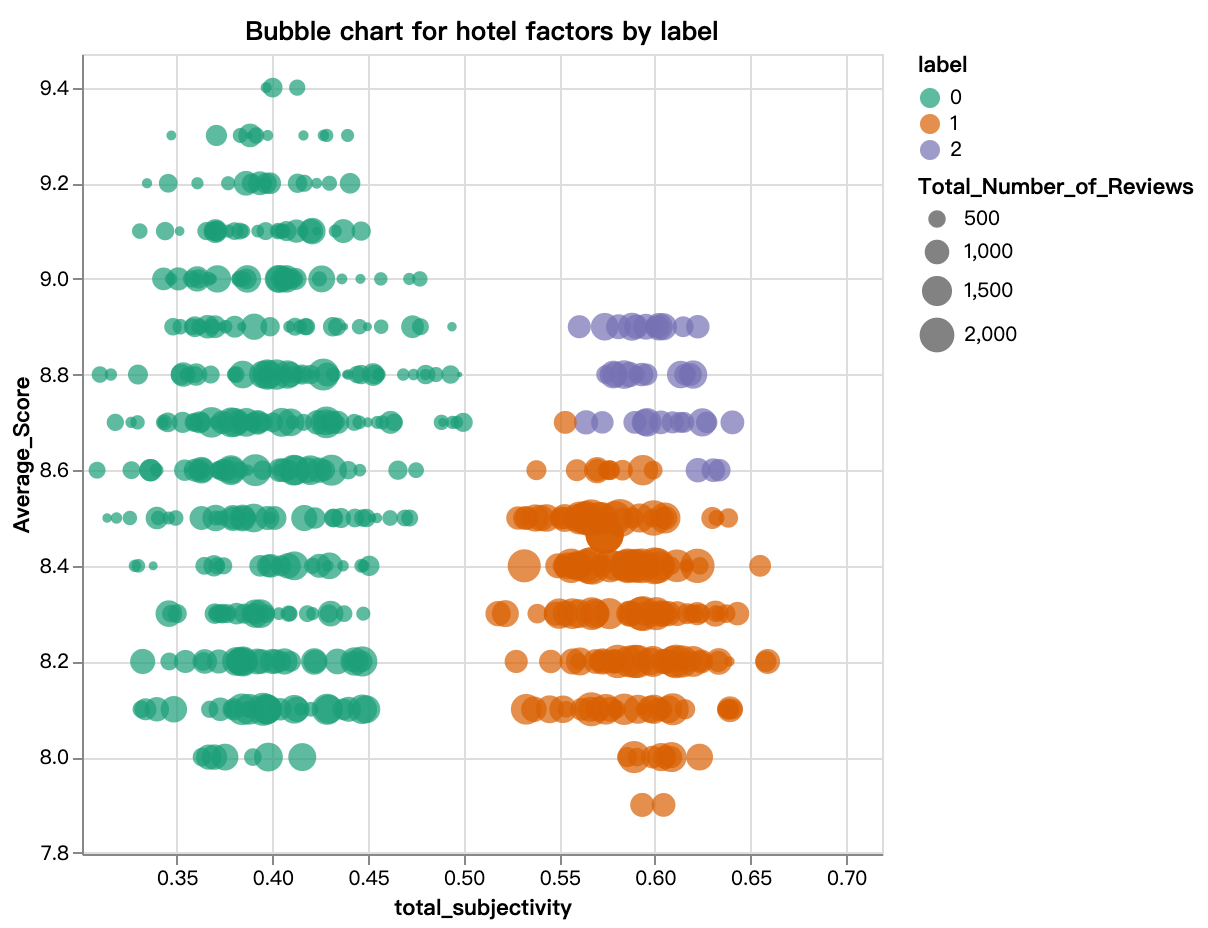 Bubble chart for hotel factors by label
Average_Score
9.4
9.2
9.0
8.8
8.6
8.4
8.2
8.0
7.8
0.35 0.40 0.45 0.50 0.55 0.60 0.65 0.70
total_subjectivity
label
0
1
2
Total_Number_of_Reviews
500
1,000
1,500
2,000